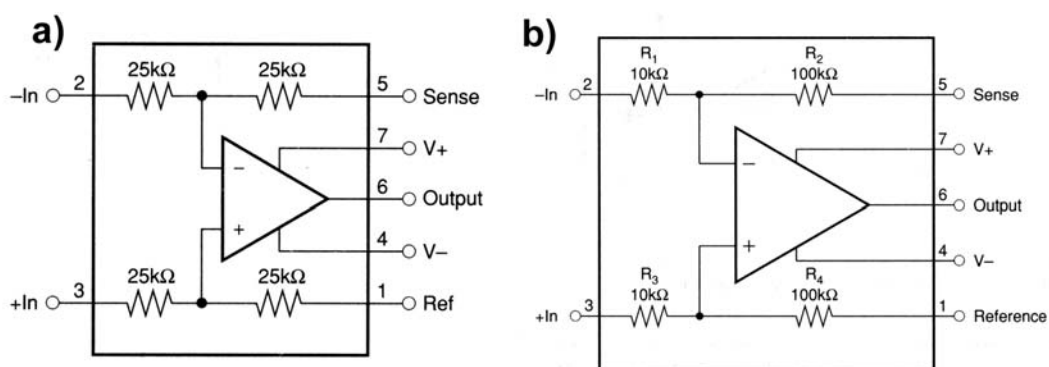 a)
25kΩ 25kΩ
–In 2
5 Sense
7 V+
–
6 Output
+
4 V–
25kΩ 25kΩ
+In 3
1 Ref
b)
R1 R2
10kΩ 100kΩ
–In 2
5 Sense
7 V+
–
6 Output
+
4 V–
R3 R4
10kΩ 100kΩ
+In 3
1 Reference